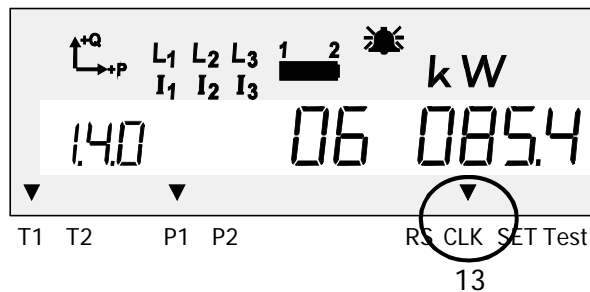 +Q
+P
L1 L2 L3 1 2
I1 I2 I3
kW
1.4.0 06 085.4
T1 T2 P1 P2 RS CLK SET Test
13